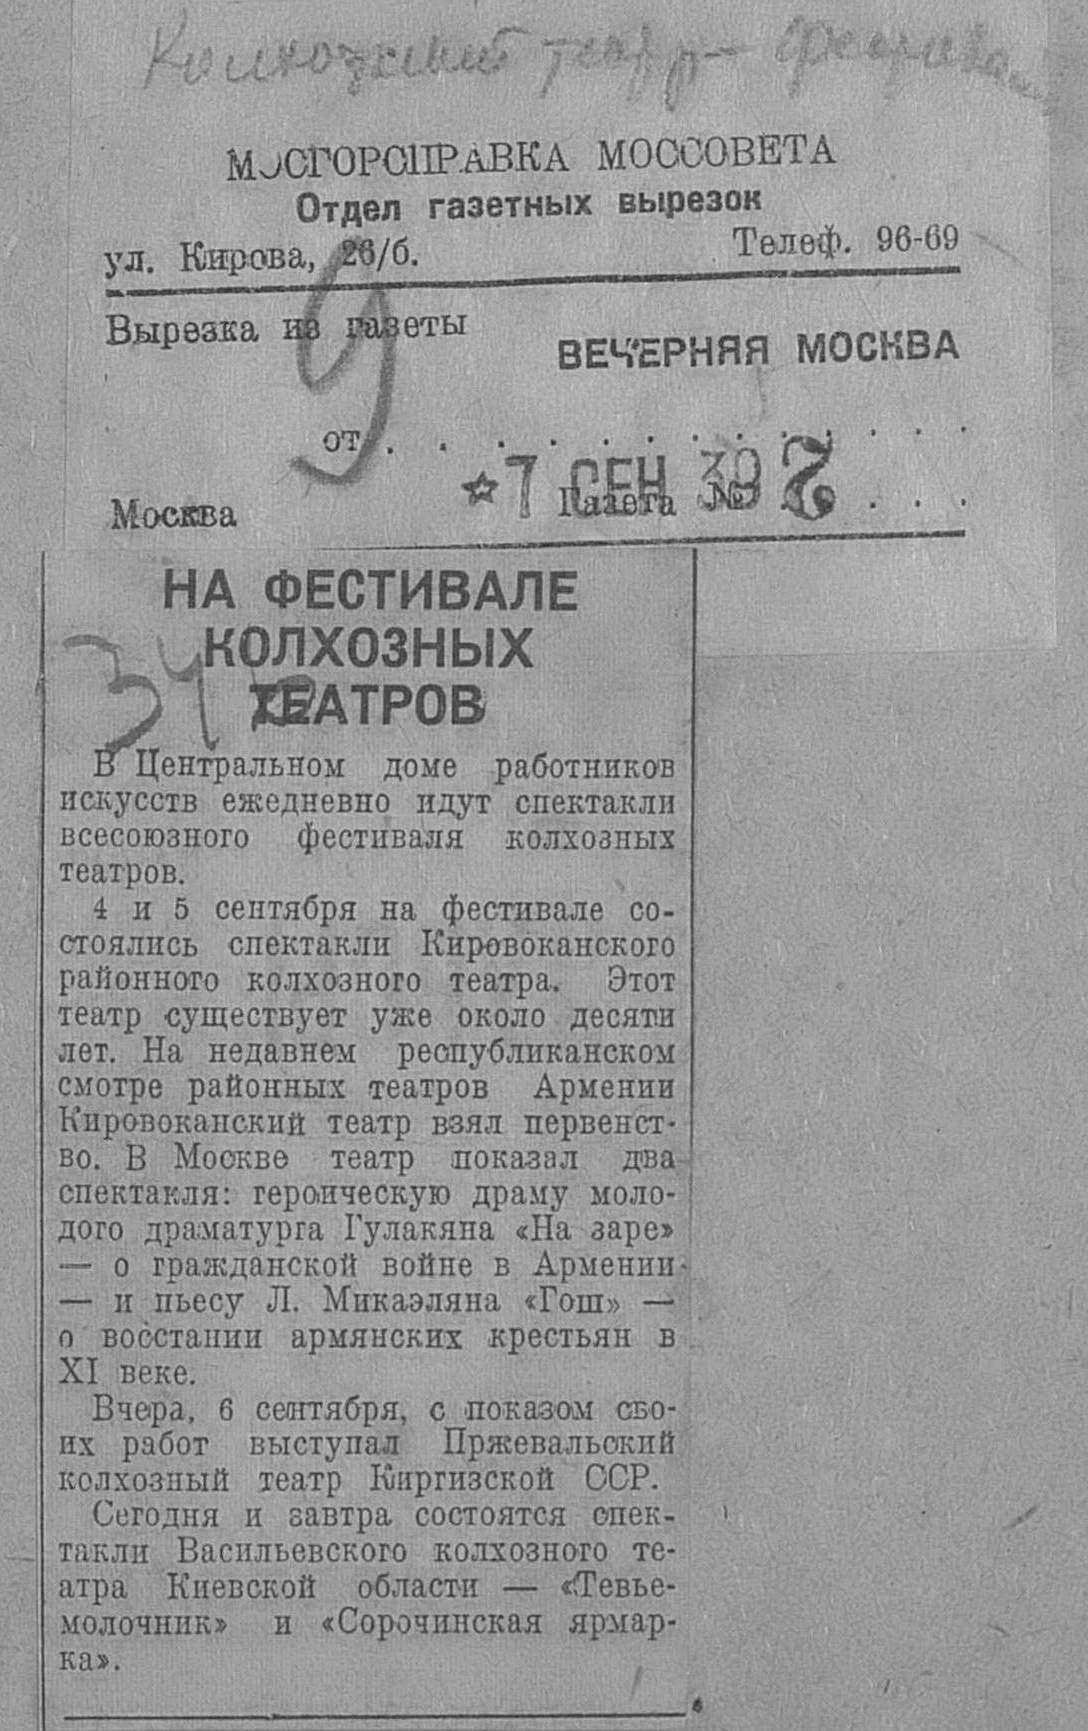 Колхозный театр
МОСГОРСПРАВКА МОССОВЕТА
Отдел газетных вырезок
ул. Кирова, 26/б. Телеф. 96-69
Вырезка из газеты
ВЕЧЕРНЯЯ МОСКВА
9
от . . . . . . . . . . .
7 СЕН 39
Москва Газета № . . .
НА ФЕСТИВАЛЕ
КОЛХОЗНЫХ
ТЕАТРОВ
34
В Центральном доме работников
искусств ежедневно идут спектакли
всесоюзного фестиваля колхозных
театров.
4 и 5 сентября на фестивале со-
стоялись спектакли Кировоканского
районного колхозного театра. Этот
театр существует уже около десяти
лет. На недавнем республиканском
смотре районных театров Армении
Кировоканский театр взял первенст-
во. В Москве театр показал два
спектакля: героическую драму моло-
дого драматурга Гулакяна «На заре»
— о гражданской войне в Армении
— и пьесу Л. Микаэляна «Гош» —
о восстании армянских крестьян в
XI веке.
Вчера, 6 сентября, с показом сво-
их работ выступал Пржевальский
колхозный театр Киргизской ССР.
Сегодня и завтра состоятся спек-
такли Васильевского колхозного те-
атра Киевской области — «Тевье-
молочник» и «Сорочинская ярмар-
ка».